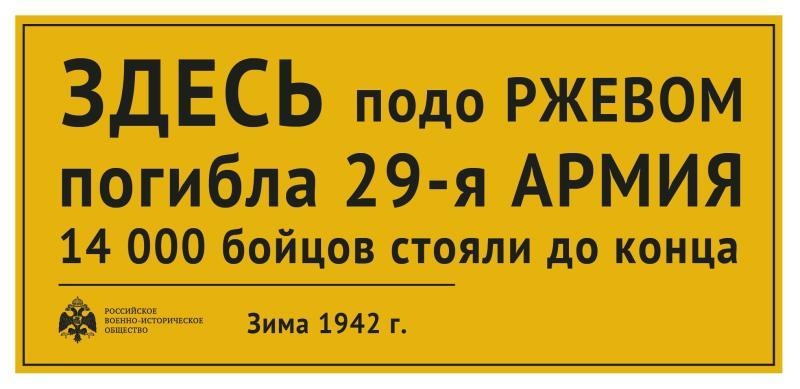 ЗДЕСЬ подо РЖЕВОМ
погибла 29-я АРМИЯ
14 000 бойцов стояли до конца
РОССИЙСКОЕ
ВОЕННО-ИСТОРИЧЕСКОЕ
ОБЩЕСТВО
Зима 1942 г.